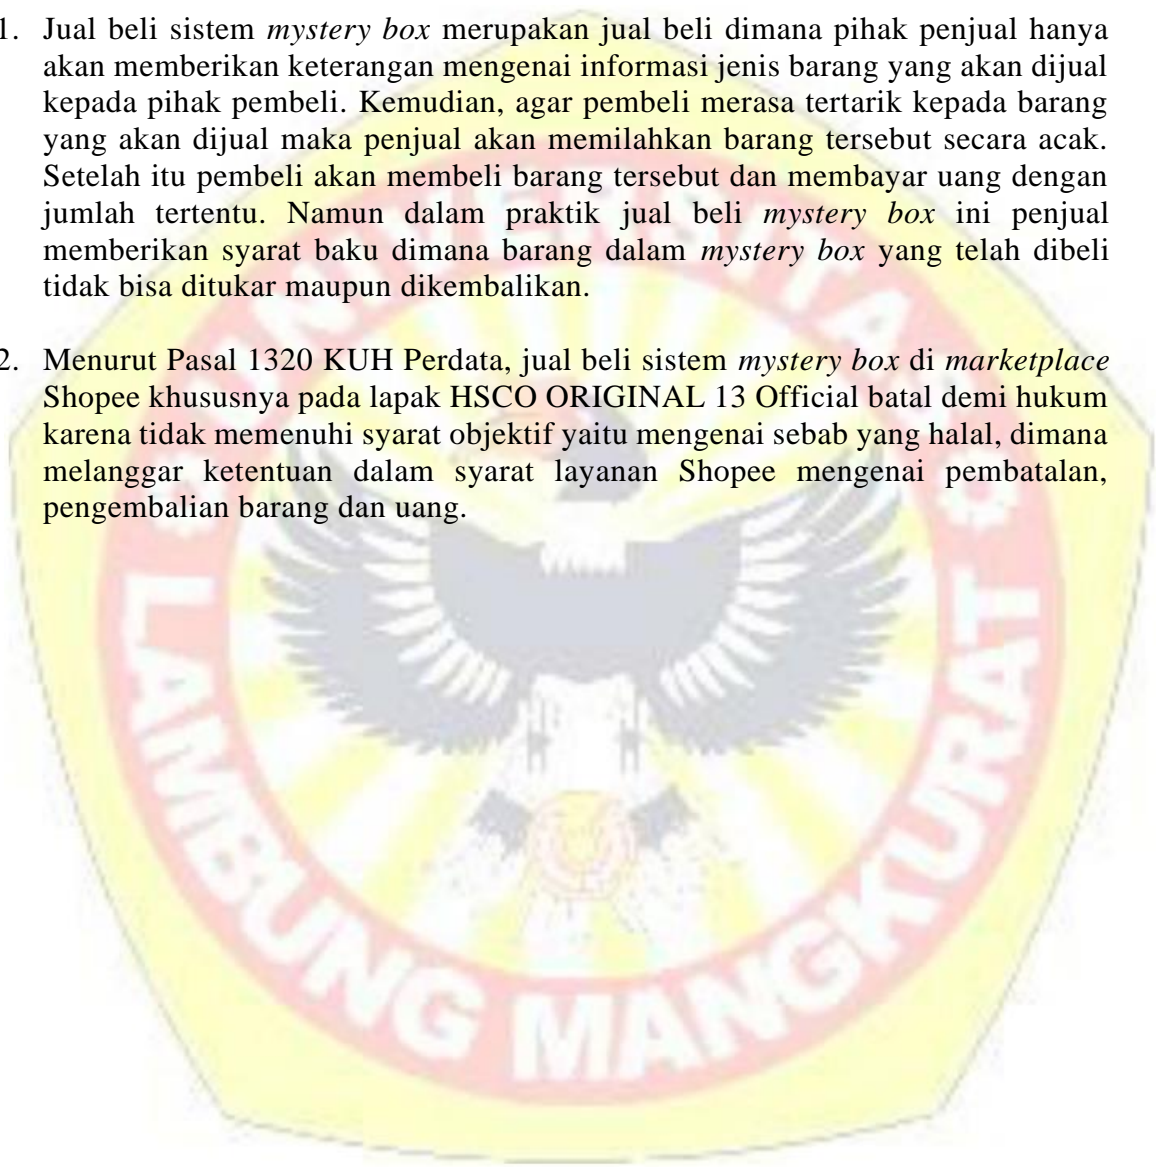 1. Jual beli sistem mystery box merupakan jual beli dimana pihak penjual hanya
akan memberikan keterangan mengenai informasi jenis barang yang akan dijual
kepada pihak pembeli. Kemudian, agar pembeli merasa tertarik kepada barang
yang akan dijual maka penjual akan memilahkan barang tersebut secara acak.
Setelah itu pembeli akan membeli barang tersebut dan membayar uang dengan
jumlah tertentu. Namun dalam praktik jual beli mystery box ini penjual
memberikan syarat baku dimana barang dalam mystery box yang telah dibeli
tidak bisa ditukar maupun dikembalikan.
2. Menurut Pasal 1320 KUH Perdata, jual beli sistem mystery box di marketplace
Shopee khususnya pada lapak HSCO ORIGINAL 13 Official batal demi hukum
karena tidak memenuhi syarat objektif yaitu mengenai sebab yang halal, dimana
melanggar ketentuan dalam syarat layanan Shopee mengenai pembatalan,
pengembalian barang dan uang.
UNIVERSITAS
LAMBUNG MANGKURAT